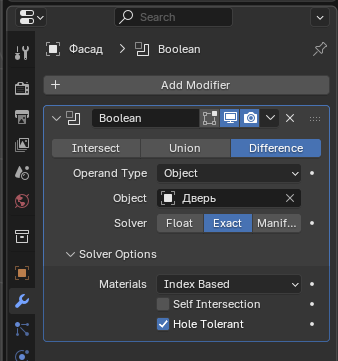 Search
Фасад > Boolean
+ Add Modifier
Boolean
Intersect Union Difference
Operand Type Object
Object Дверь
Solver Float Exact Manif...
Solver Options
Materials Index Based
Self Intersection
Hole Tolerant